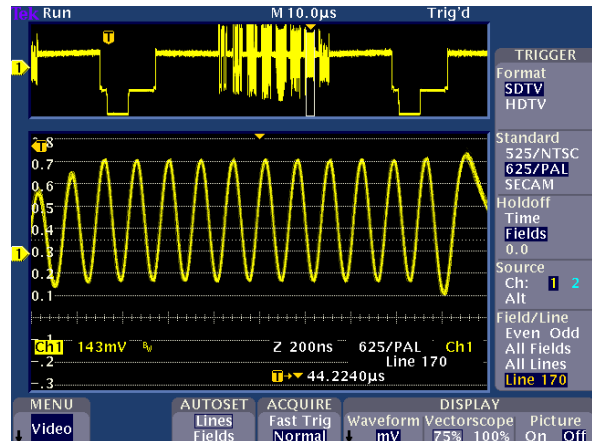 Tek Run M 10.0µs Trig'd
T
1
TRIGGER
Format
SDTV
HDTV
Standard
525/NTSC
625/PAL
SECAM
Holdoff
Time
Fields
0.0
Source
Ch: 1 2
Alt
Field/Line
Even Odd
All Fields
All Lines
Line 170
T
0.7
0.6
0.5
0.4
0.3
1
0.2
0.1
Ch1 143mV Z 200ns 625/PAL Ch1
-.2 Line 170
T 44.2240µs
-.3
MENU AUTOSET ACQUIRE DISPLAY
Video Lines Fast Trig Waveform Vectorscope Picture
Fields Normal mV 75% 100% On Off